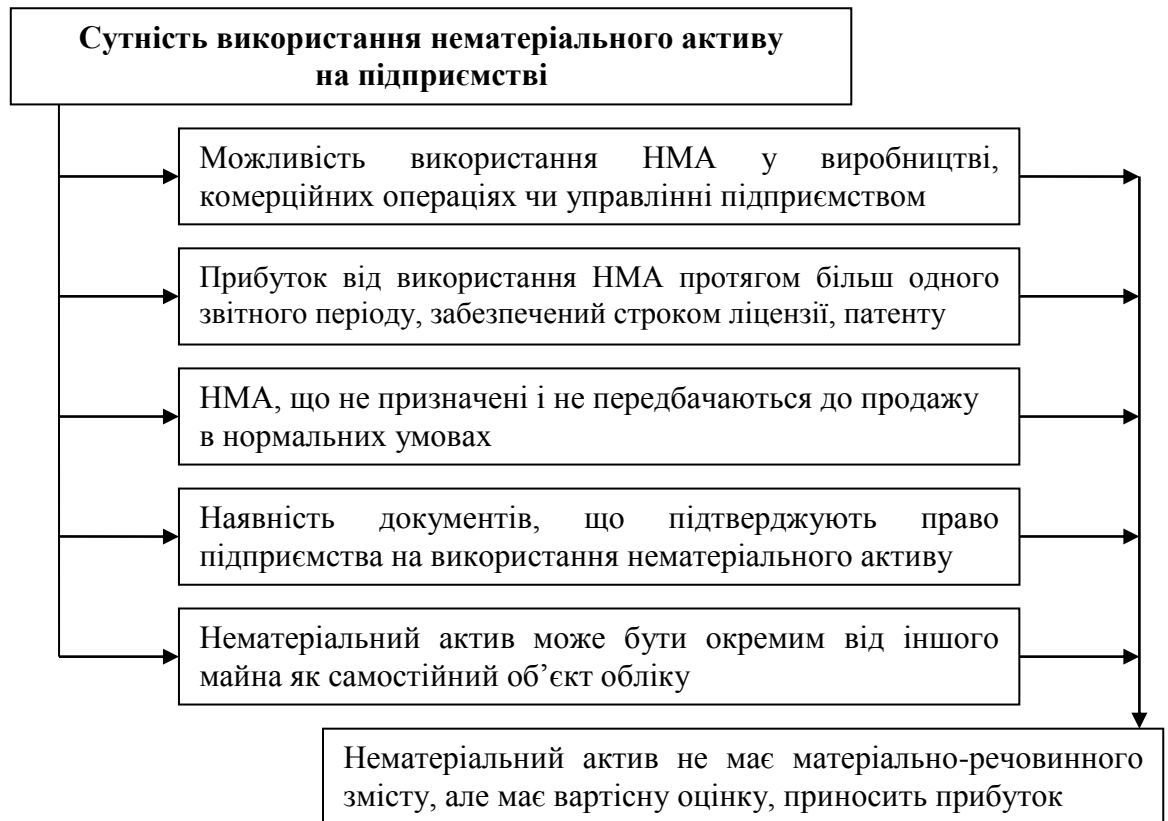 Сутність використання нематеріального активу
на підприємстві
Можливість використання НМА у виробництві,
комерційних операціях чи управлінні підприємством
Прибуток від використання НМА протягом більш одного
звітного періоду, забезпечений строком ліцензії, патенту
НМА, що не призначені і не передбачаються до продажу
в нормальних умовах
Наявність документів, що підтверджують право
підприємства на використання нематеріального активу
Нематеріальний актив може бути окремим від іншого
майна як самостійний об’єкт обліку
Нематеріальний актив не має матеріально-речовинного
змісту, але має вартісну оцінку, приносить прибуток